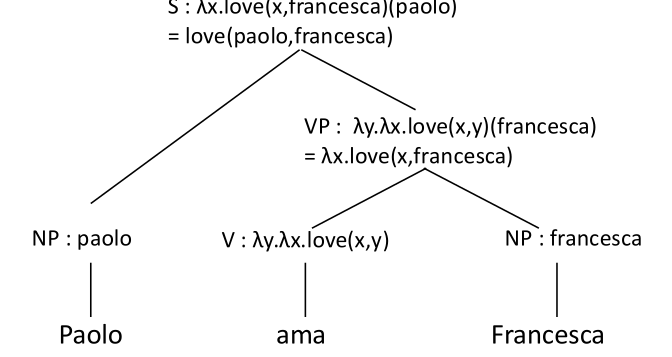 S : λx.love(x,francesca)(paolo)
= love(paolo,francesca)
VP : λy.λx.love(x,y)(francesca)
= λx.love(x,francesca)
NP : paolo
V : λy.λx.love(x,y)
NP : francesca
Paolo
ama
Francesca